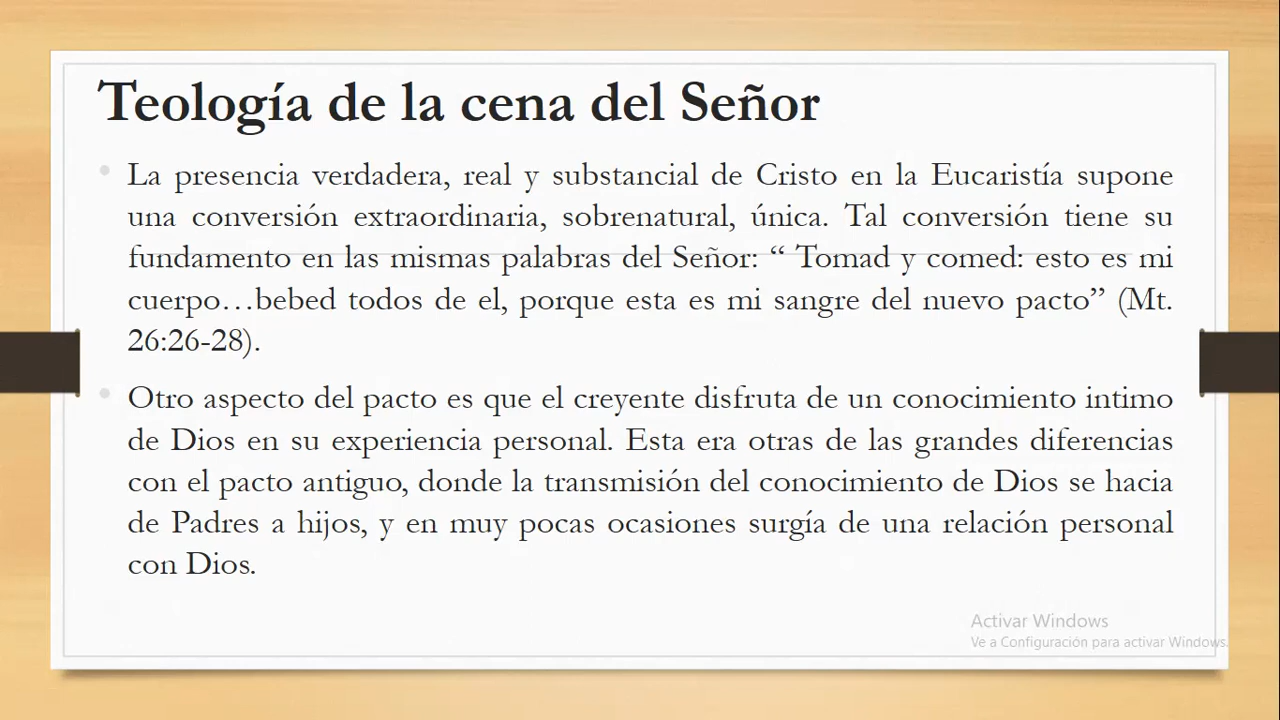 Teología de la cena del Señor
La presencia verdadera, real y substancial de Cristo en la Eucaristía supone
una conversión extraordinaria, sobrenatural, única. Tal conversión tiene su
fundamento en las mismas palabras del Señor: “ Tomad y comed: esto es mi
cuerpo…bebed todos de el, porque esta es mi sangre del nuevo pacto” (Mt.
26:26-28).
Otro aspecto del pacto es que el creyente disfruta de un conocimiento intimo
de Dios en su experiencia personal. Esta era otras de las grandes diferencias
con el pacto antiguo, donde la transmisión del conocimiento de Dios se hacia
de Padres a hijos, y en muy pocas ocasiones surgía de una relación personal
con Dios.
Activar Windows
Ve a Configuración para activar Windows.